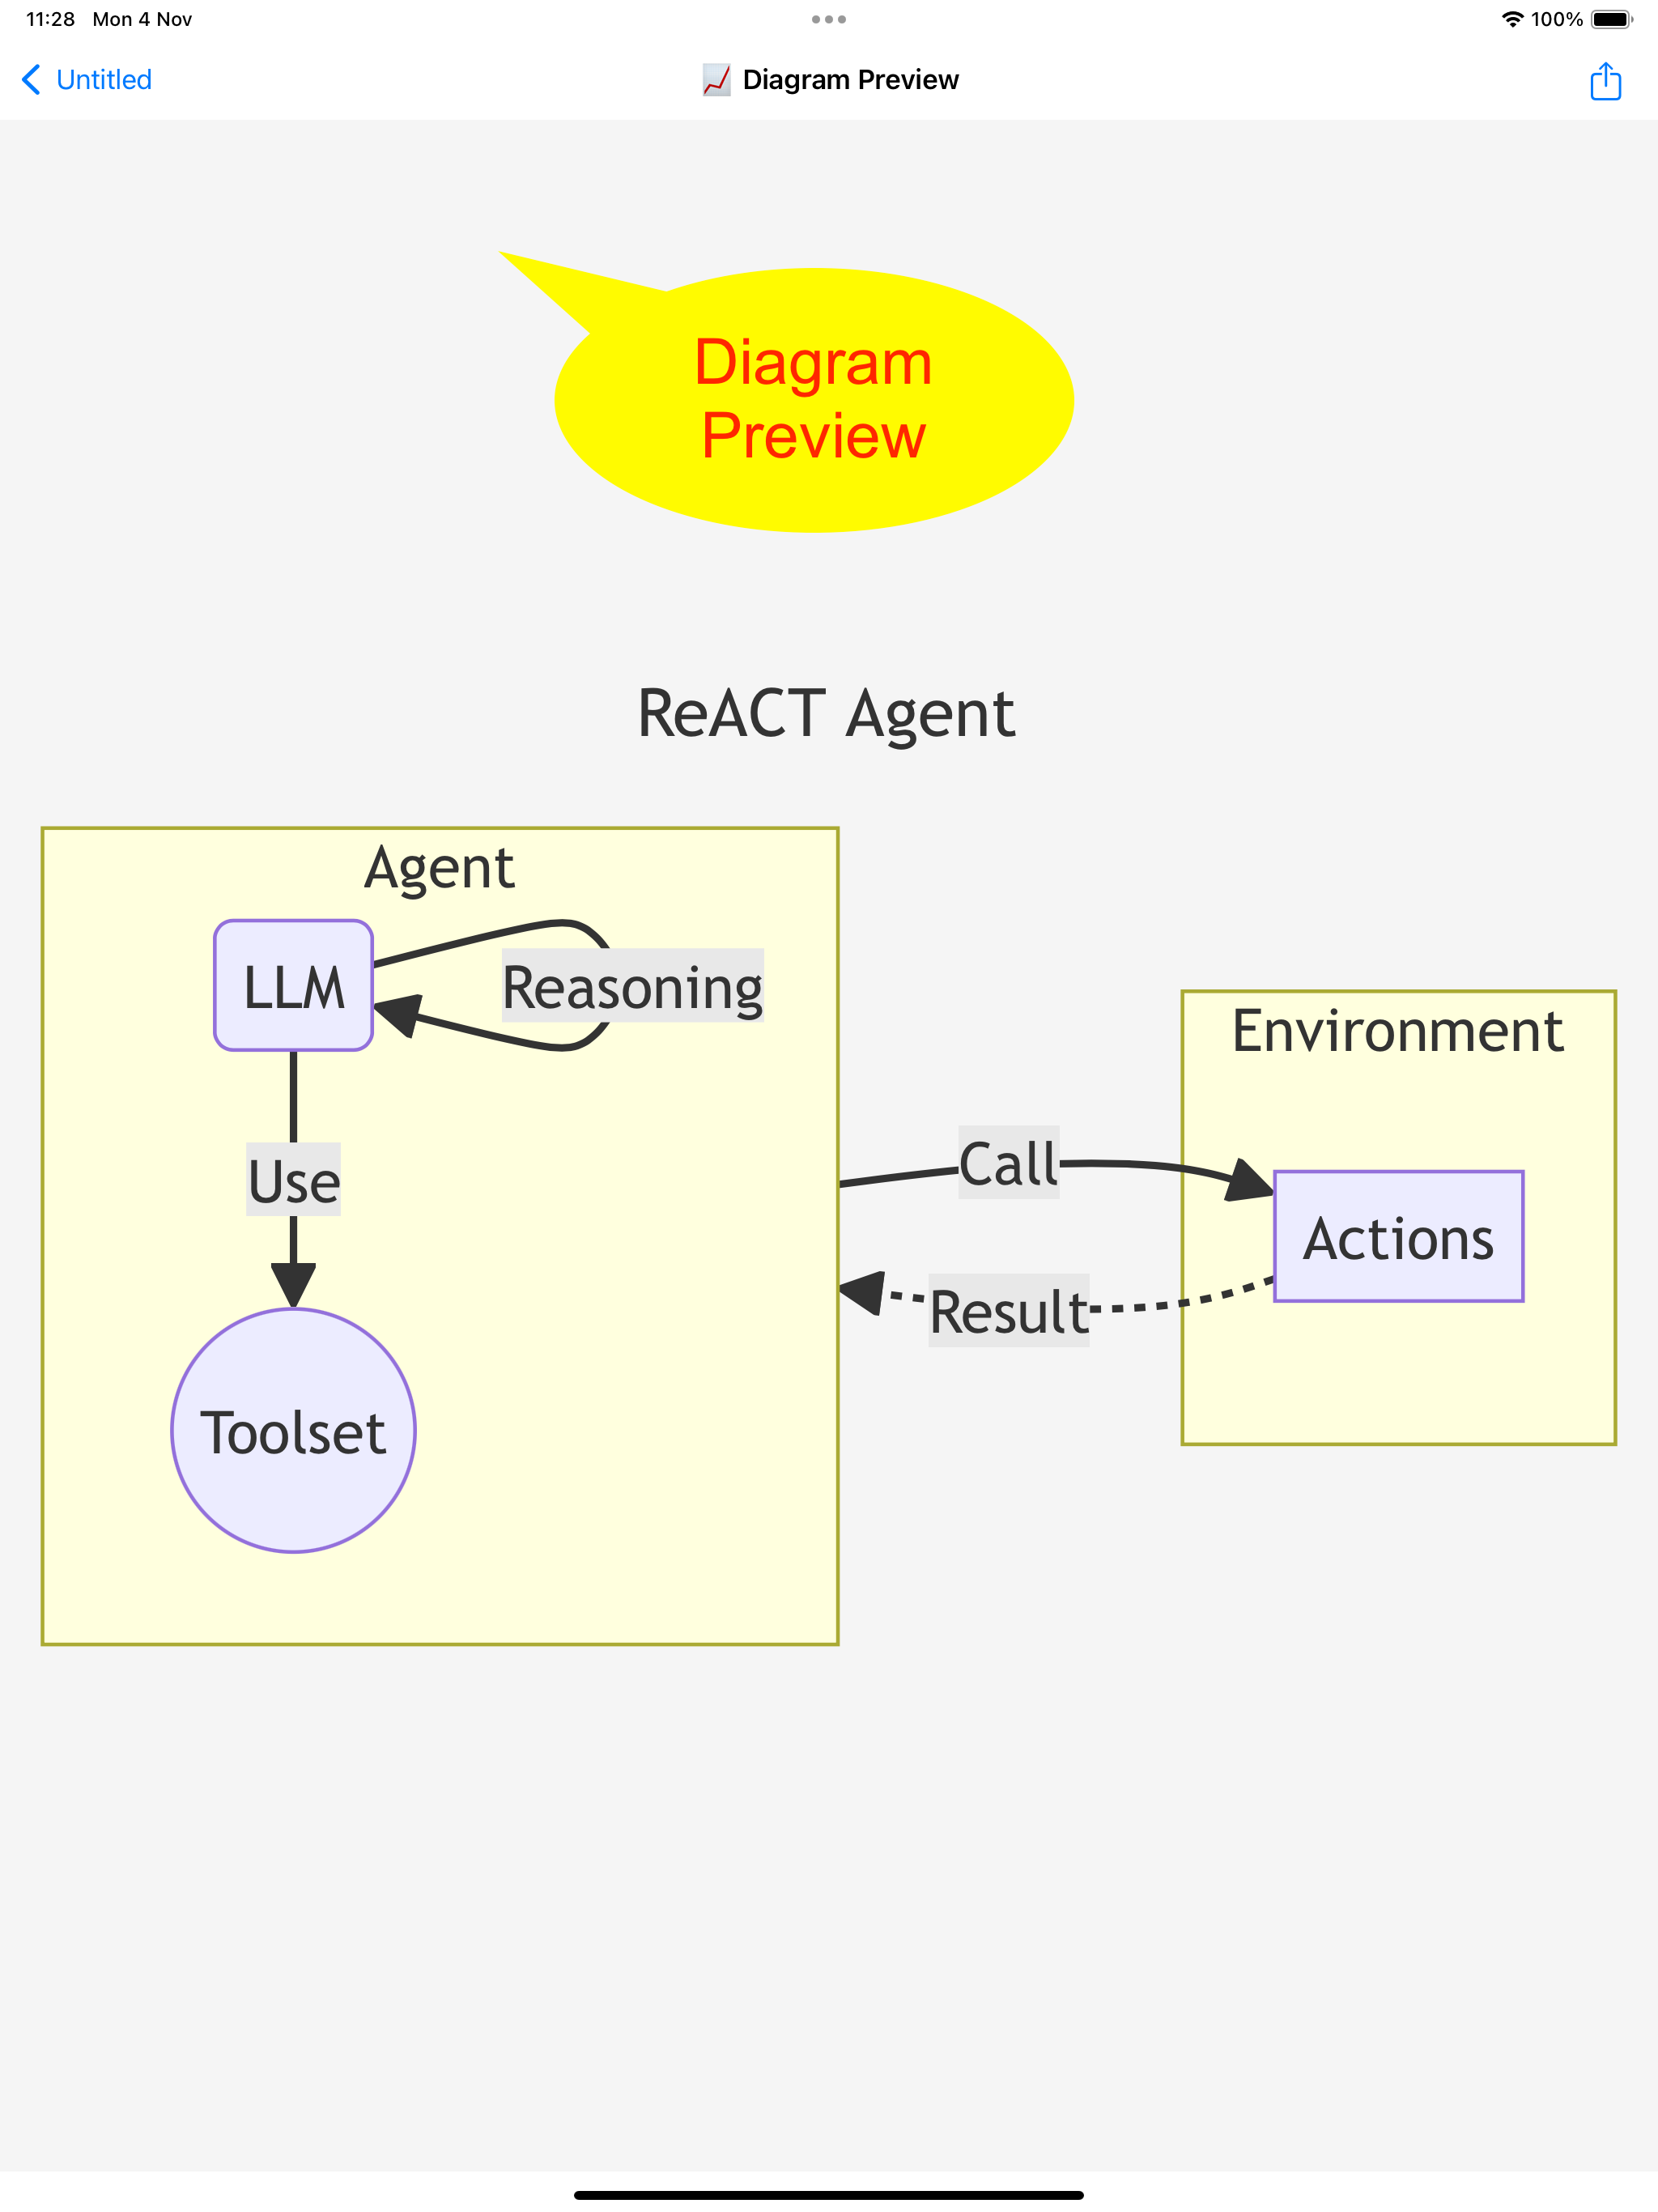 11:28 Mon 4 Nov
100%
Untitled
Diagram Preview
Diagram
Preview
ReACT Agent
Agent
LLM
Reasoning
Use
Toolset
Environment
Call
Actions
Result